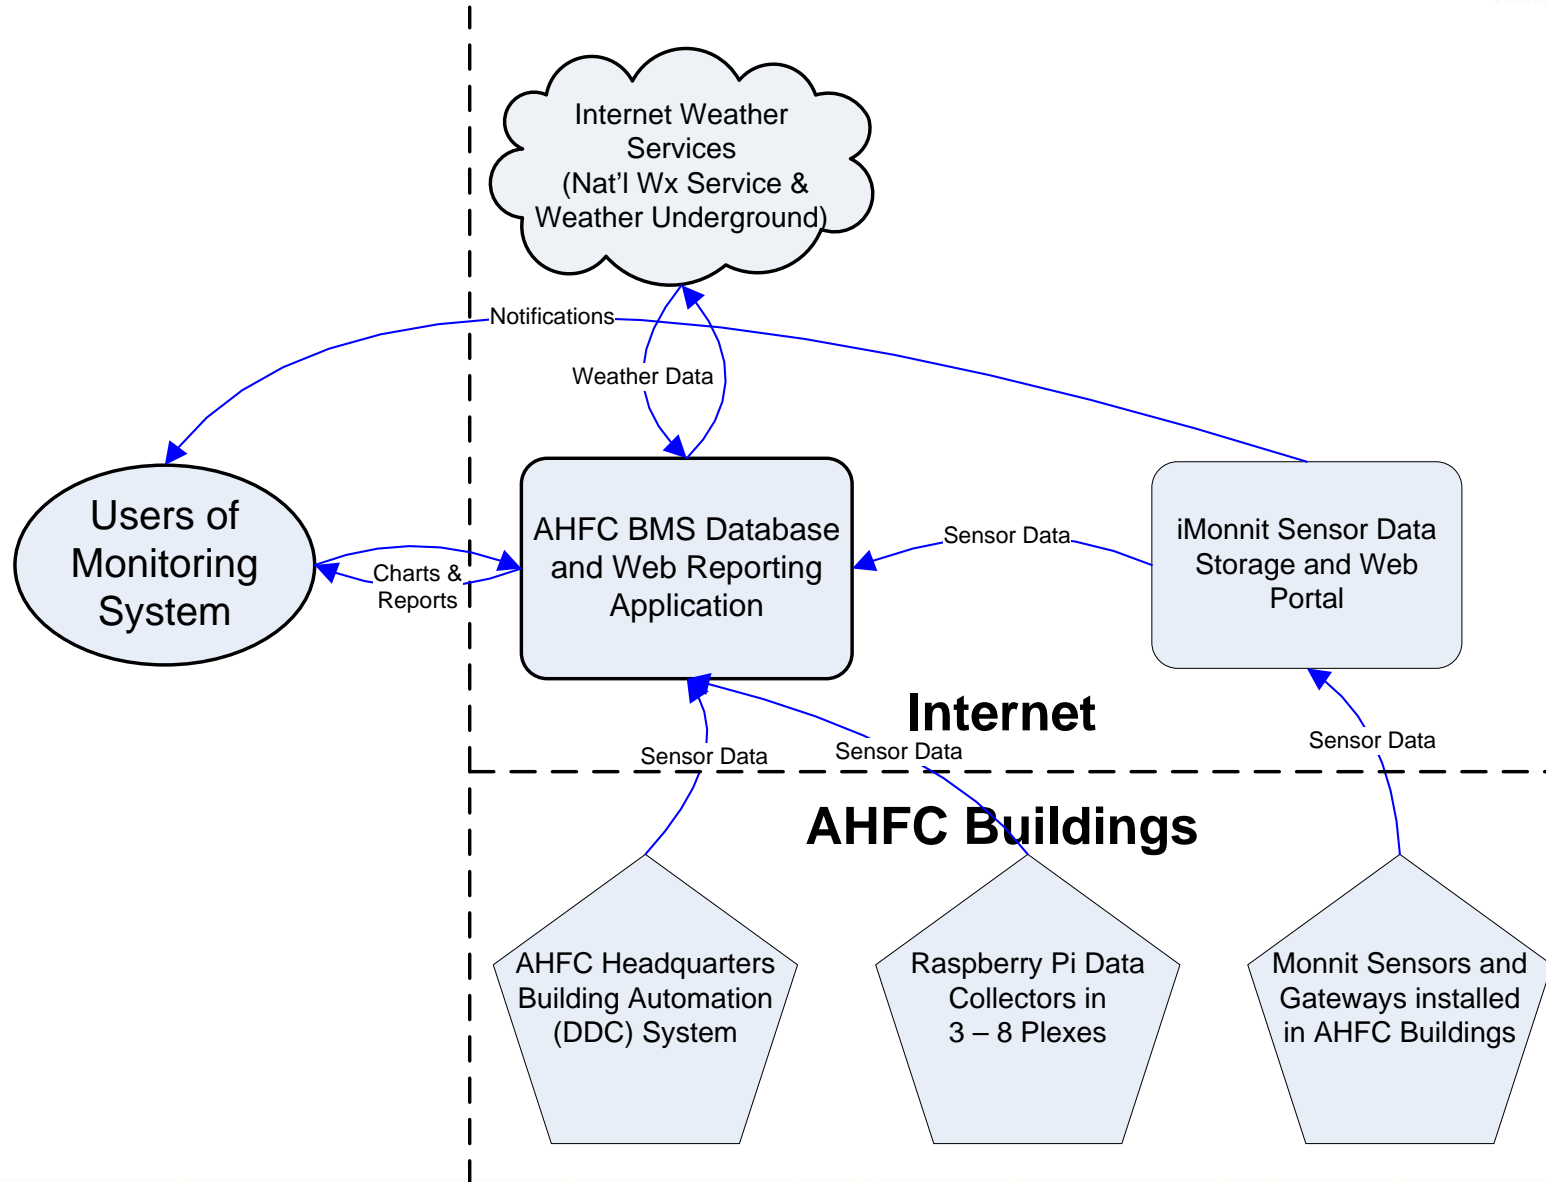 Internet Weather
Services
(Nat'l Wx Service &
Weather Underground)
Notifications
Weather Data
Users of
Monitoring
System
Charts &
Reports
AHFC BMS Database
and Web Reporting
Application
Sensor Data
iMonnit Sensor Data
Storage and Web
Portal
Internet
Sensor Data
Sensor Data
Sensor Data
AHFC Buildings
AHFC Headquarters
Building Automation
(DDC) System
Raspberry Pi Data
Collectors in
3 – 8 Plexes
Monnit Sensors and
Gateways installed
in AHFC Buildings